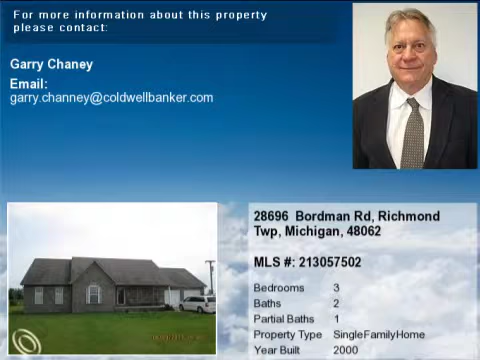 For more information about this property
please contact:
Garry Chaney
Email:
garry.channey@coldwellbanker.com
28696 Bordman Rd, Richmond
Twp, Michigan, 48062
MLS #: 213057502
Bedrooms 3
Baths 2
Partial Baths 1
Property Type SingleFamilyHome
Year Built 2000